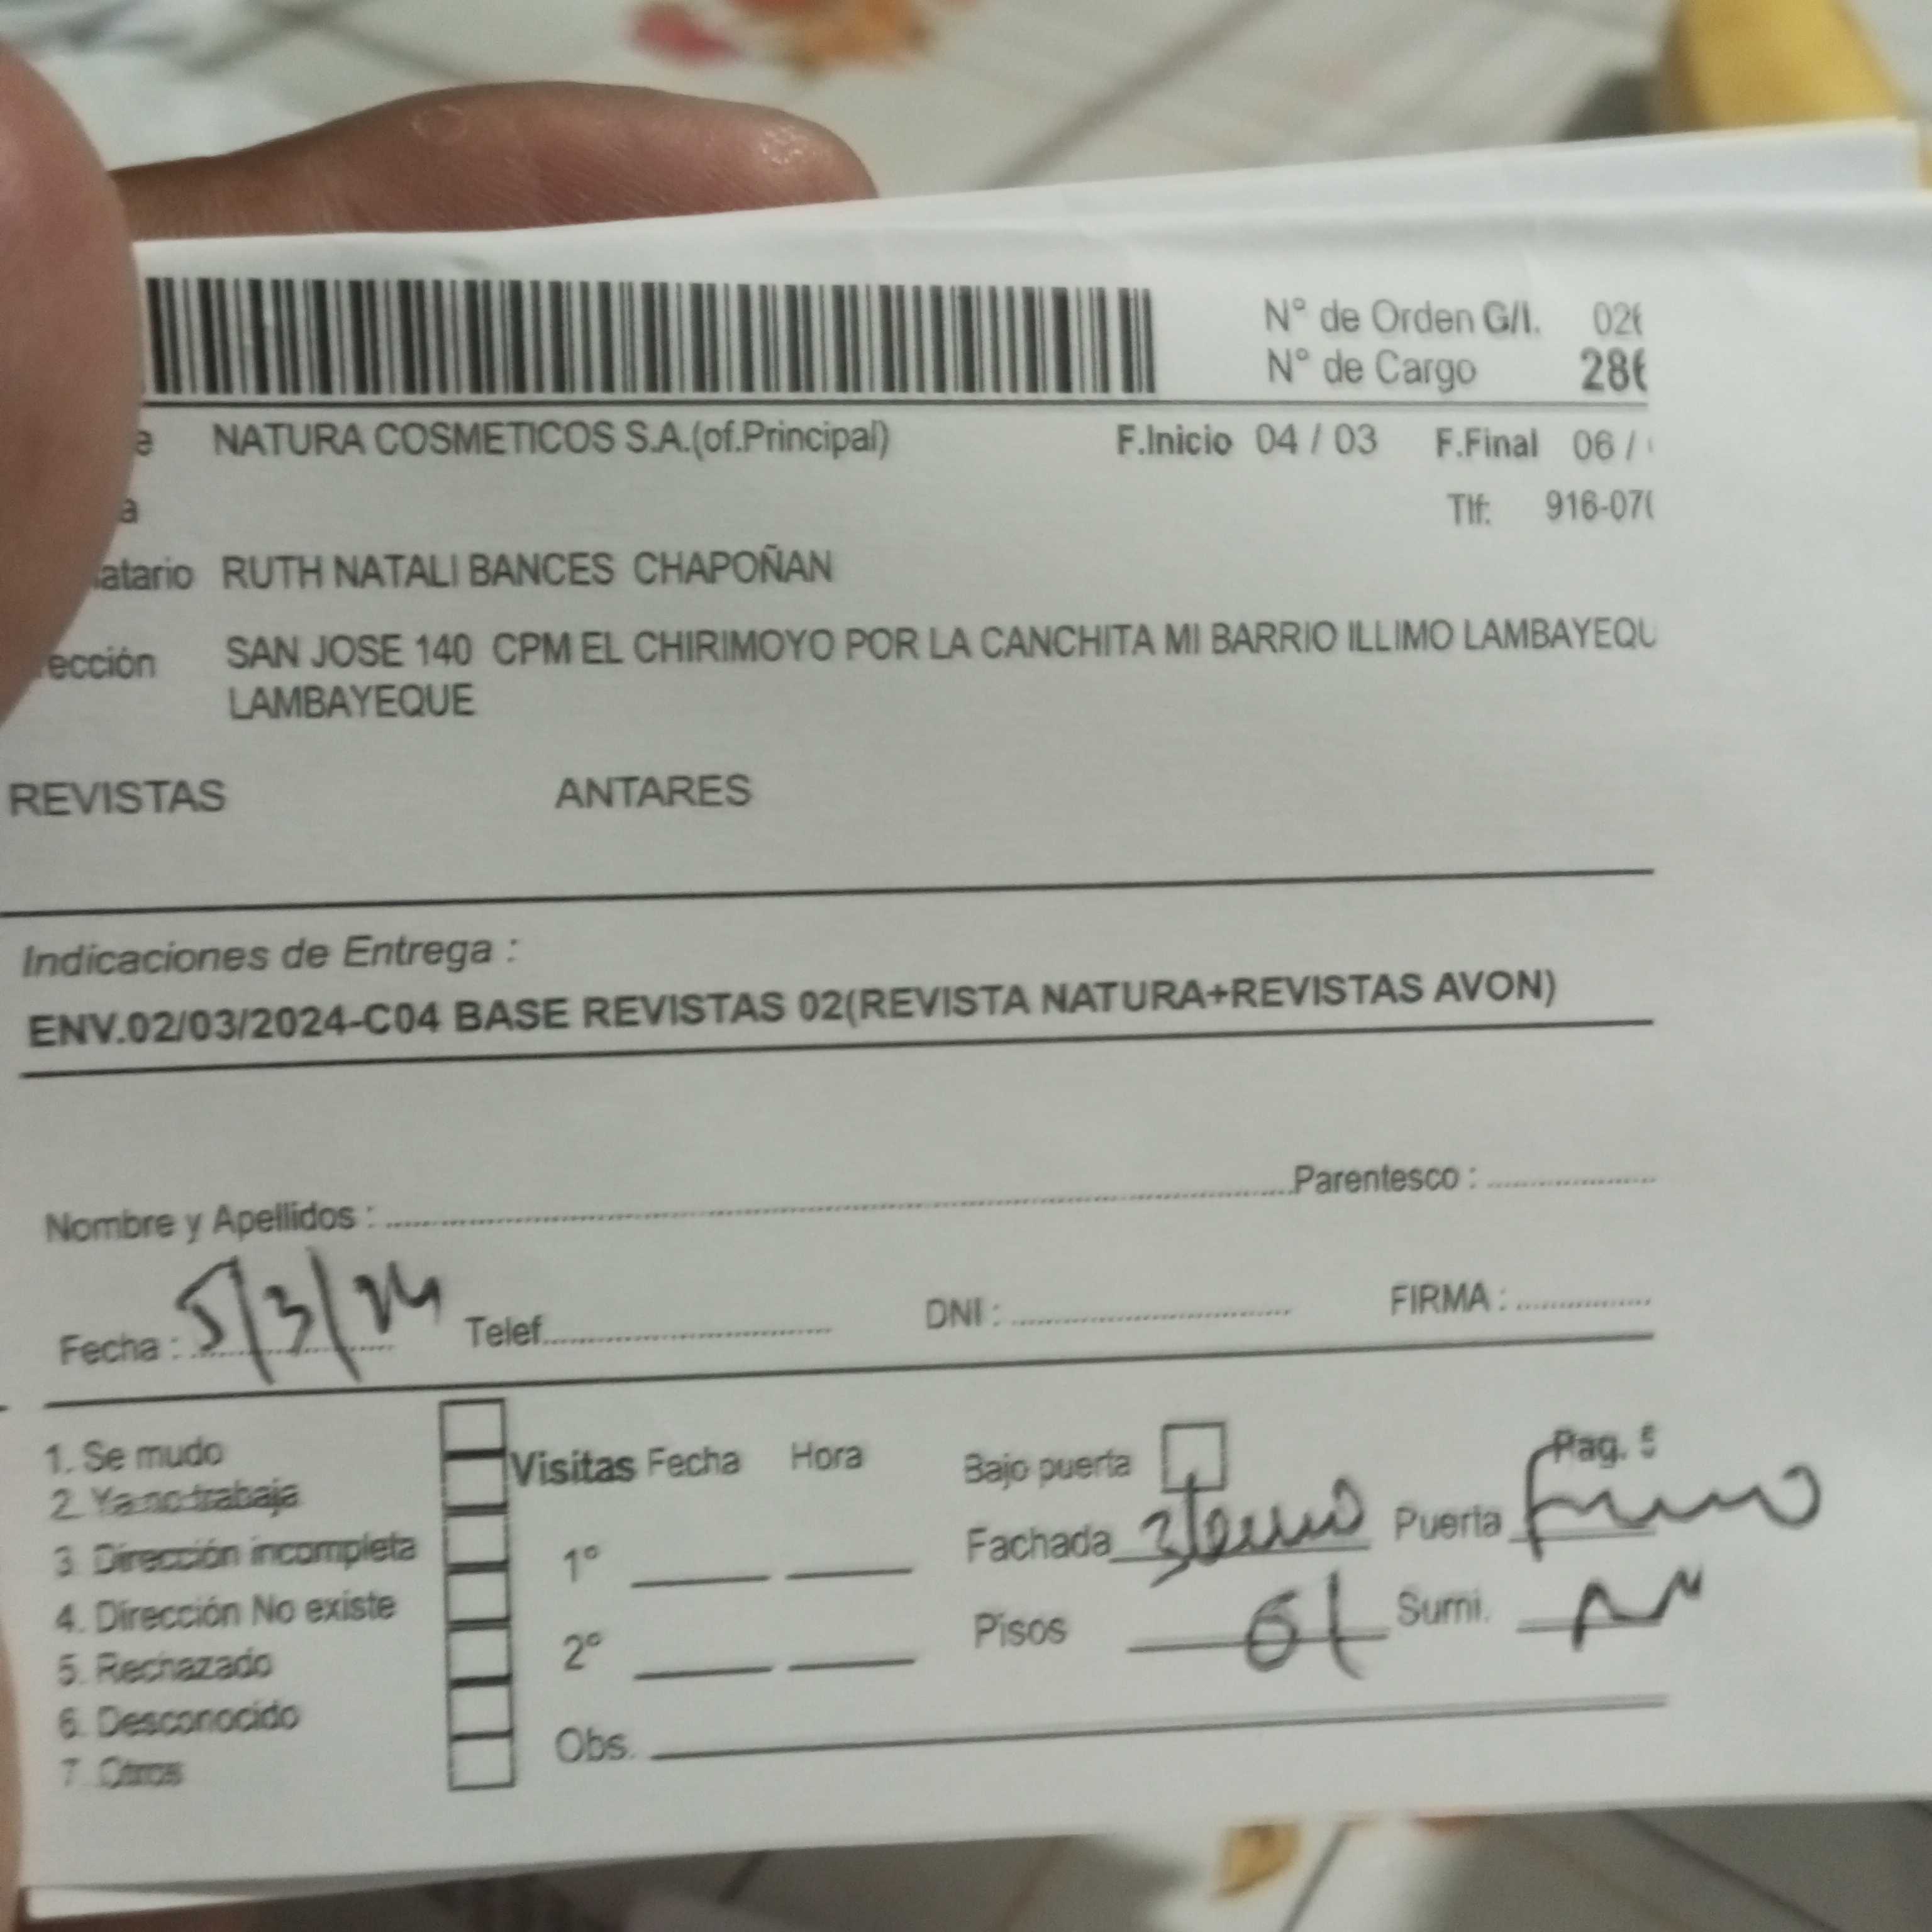 N° de Orden G/I. 026
N° de Cargo 286
e NATURA COSMETICOS S.A.(of.Principal) F.Inicio 04 / 03 F.Final 06 /
a Tlf: 916-070
atario RUTH NATALI BANCES CHAPOÑAN
ección SAN JOSE 140 CPM EL CHIRIMOYO POR LA CANCHITA MI BARRIO ILLIMO LAMBAYEQU
LAMBAYEQUE
REVISTAS ANTARES
Indicaciones de Entrega :
ENV.02/03/2024-C04 BASE REVISTAS 02(REVISTA NATURA+REVISTAS AVON)
Nombre y Apellidos : Parentesco :
Fecha : 5/3/24 Telef. DNI : FIRMA :
Pag. 5
1. Se mudo
2. Ya no trabaja
3. Dirección incompleta
4. Dirección No existe
5. Rechazado
6. Desconocido
7. Otros
Visitas Fecha Hora
1°
2°
Obs.
Bajo puerta
Fachada Puerta
Pisos 01 Sumi.